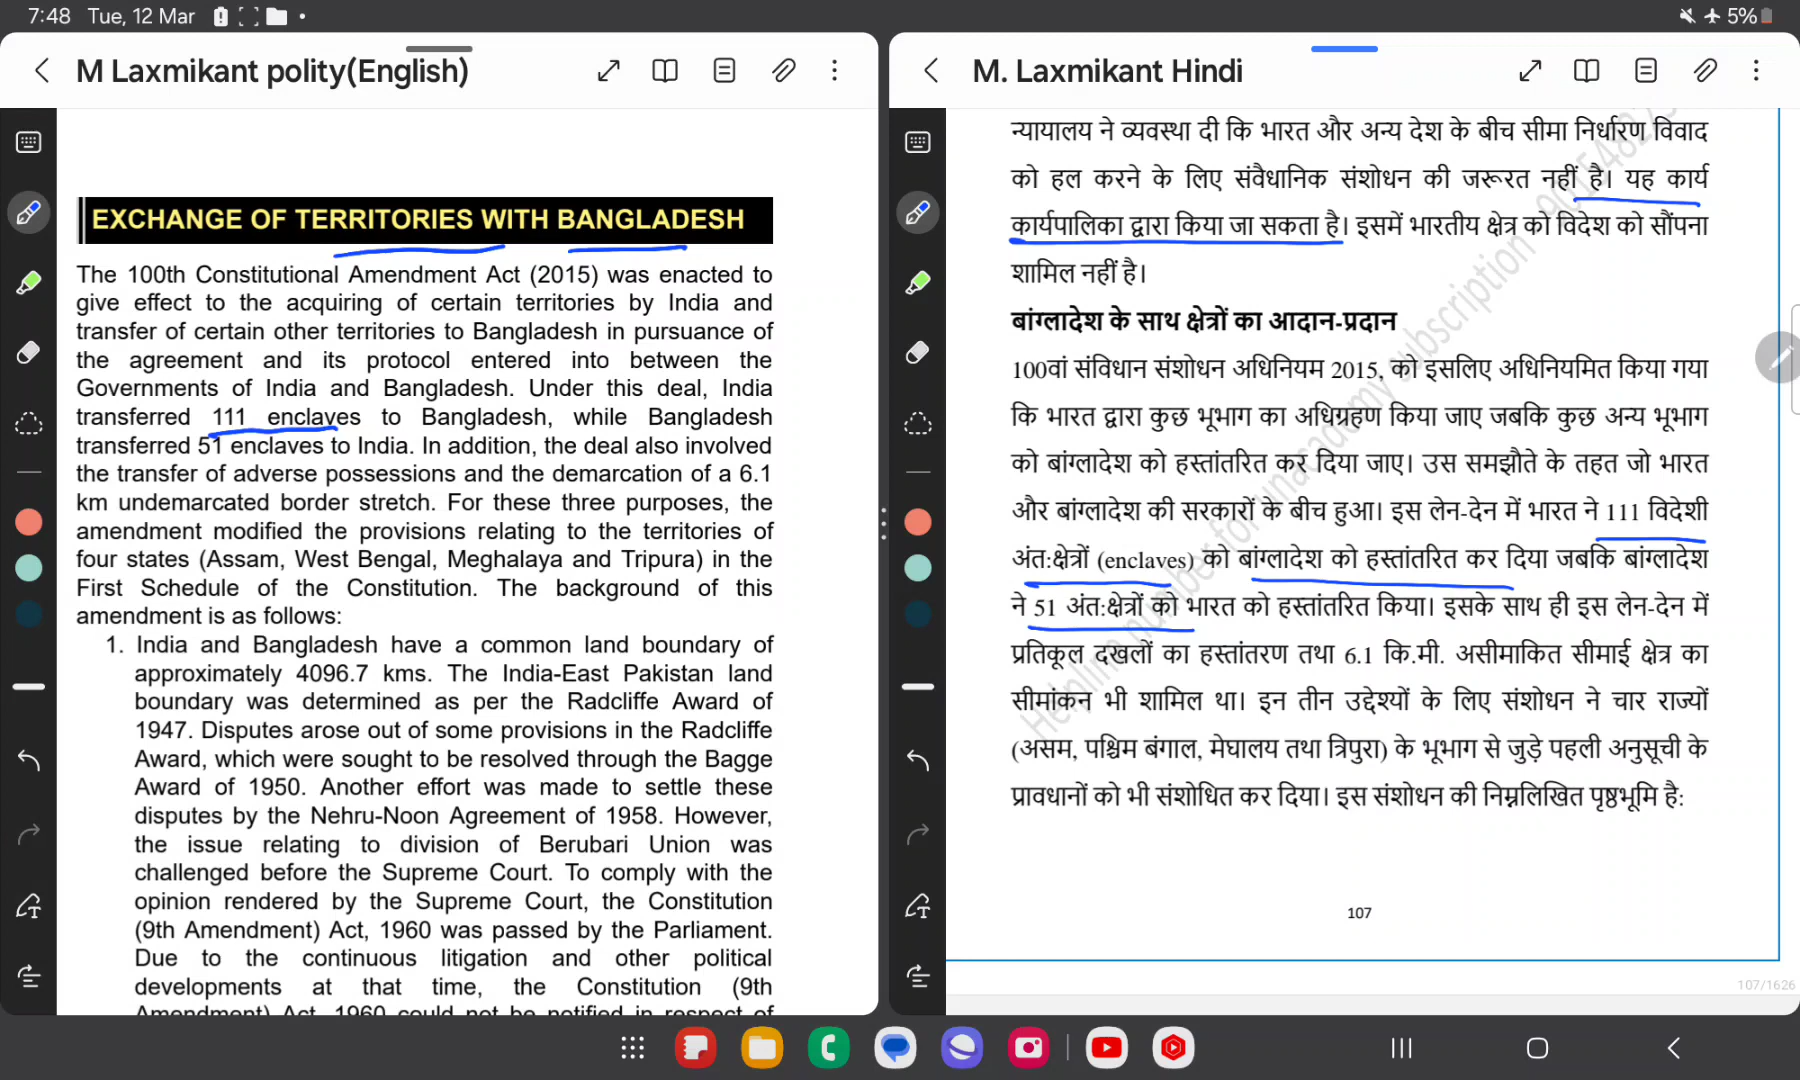 7:48 Tue, 12 Mar
5%
M Laxmikant polity(English)
EXCHANGE OF TERRITORIES WITH BANGLADESH
The 100th Constitutional Amendment Act (2015) was enacted to
give effect to the acquiring of certain territories by India and
transfer of certain other territories to Bangladesh in pursuance of
the agreement and its protocol entered into between the
Governments of India and Bangladesh. Under this deal, India
transferred 111 enclaves to Bangladesh, while Bangladesh
transferred 51 enclaves to India. In addition, the deal also involved
the transfer of adverse possessions and the demarcation of a 6.1
km undemarcated border stretch. For these three purposes, the
amendment modified the provisions relating to the territories of
four states (Assam, West Bengal, Meghalaya and Tripura) in the
First Schedule of the Constitution. The background of this
amendment is as follows:
1. India and Bangladesh have a common land boundary of
approximately 4096.7 kms. The India-East Pakistan land
boundary was determined as per the Radcliffe Award of
1947. Disputes arose out of some provisions in the Radcliffe
Award, which were sought to be resolved through the Bagge
Award of 1950. Another effort was made to settle these
disputes by the Nehru-Noon Agreement of 1958. However,
the issue relating to division of Berubari Union was
challenged before the Supreme Court. To comply with the
opinion rendered by the Supreme Court, the Constitution
(9th Amendment) Act, 1960 was passed by the Parliament.
Due to the continuous litigation and other political
developments at that time, the Constitution (9th
Amendment) Act, 1960 could not be notified in respect of
M. Laxmikant Hindi
न्यायालय ने व्यवस्था दी कि भारत और अन्य देश के बीच सीमा निर्धारण विवाद
को हल करने के लिए संवैधानिक संशोधन की जरूरत नहीं है। यह कार्य
कार्यपालिका द्वारा किया जा सकता है। इसमें भारतीय क्षेत्र को विदेश को सौंपना
शामिल नहीं है।
बांग्लादेश के साथ क्षेत्रों का आदान-प्रदान
100वां संविधान संशोधन अधिनियम 2015, को इसलिए अधिनियमित किया गया
कि भारत द्वारा कुछ भूभाग का अधिग्रहण किया जाए जबकि कुछ अन्य भूभाग
को बांग्लादेश को हस्तांतरित कर दिया जाए। उस समझौते के तहत जो भारत
और बांग्लादेश की सरकारों के बीच हुआ। इस लेन-देन में भारत ने 111 विदेशी
अंत:क्षेत्रों (enclaves) को बांग्लादेश को हस्तांतरित कर दिया जबकि बांग्लादेश
ने 51 अंत:क्षेत्रों को भारत को हस्तांतरित किया। इसके साथ ही इस लेन-देन में
प्रतिकूल दखलों का हस्तांतरण तथा 6.1 कि.मी. असीमाकित सीमाई क्षेत्र का
सीमांकन भी शामिल था। इन तीन उद्देश्यों के लिए संशोधन ने चार राज्यों
(असम, पश्चिम बंगाल, मेघालय तथा त्रिपुरा) के भूभाग से जुड़े पहली अनुसूची के
प्रावधानों को भी संशोधित कर दिया। इस संशोधन की निम्नलिखित पृष्ठभूमि है:
Helpline number for unacademy subscription
107
107/1626